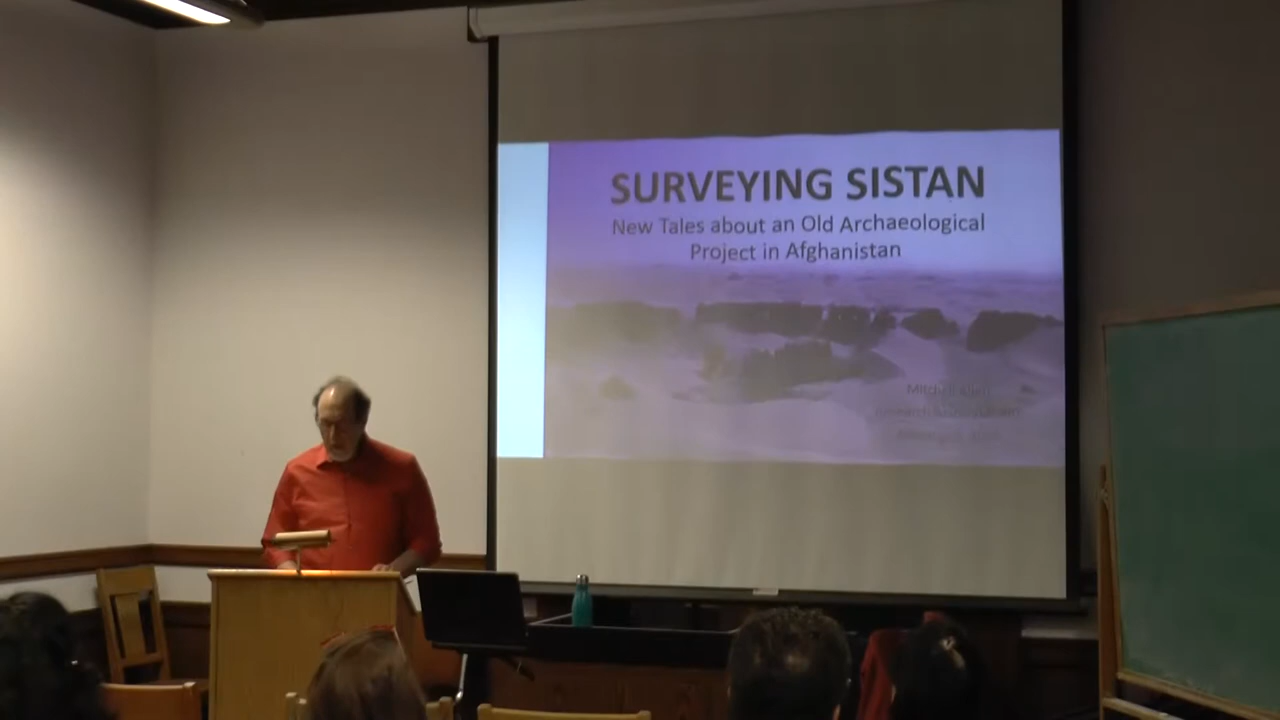 SURVEYING SISTAN
New Tales about an Old Archaeological
Project in Afghanistan